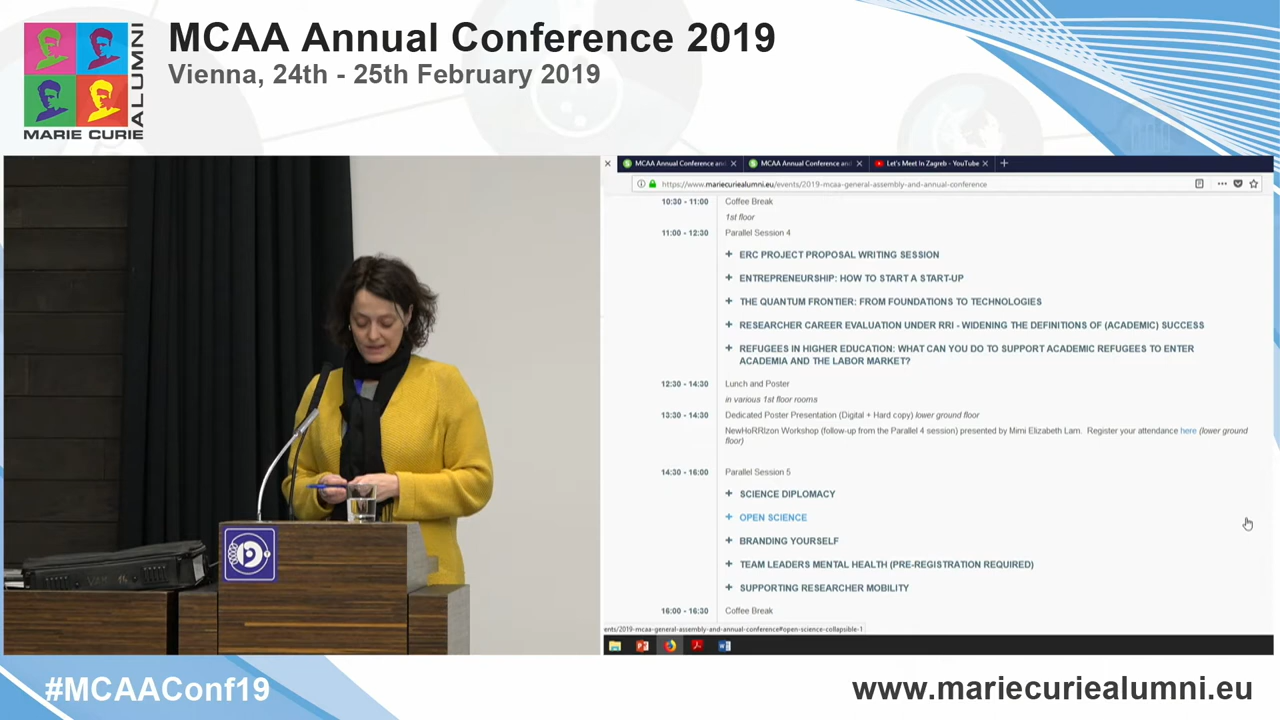 MCAA Annual Conference 2019
Vienna, 24th - 25th February 2019
MARIE CURIE
ALUMNI
MCAA Annual Conference and
MCAA Annual Conference and
Let's Meet In Zagreb - YouTube
https://www.mariecuriealumni.eu/events/2019-mcaa-general-assembly-and-annual-conference
10:30 - 11:00 Coffee Break
1st floor
11:00 - 12:30 Parallel Session 4
+ ERC PROJECT PROPOSAL WRITING SESSION
+ ENTREPRENEURSHIP: HOW TO START A START-UP
+ THE QUANTUM FRONTIER: FROM FOUNDATIONS TO TECHNOLOGIES
+ RESEARCHER CAREER EVALUATION UNDER RRI - WIDENING THE DEFINITIONS OF (ACADEMIC) SUCCESS
+ REFUGEES IN HIGHER EDUCATION: WHAT CAN YOU DO TO SUPPORT ACADEMIC REFUGEES TO ENTER
ACADEMIA AND THE LABOR MARKET?
12:30 - 14:30 Lunch and Poster
in various 1st floor rooms
13:30 - 14:30 Dedicated Poster Presentation (Digital + Hard copy) lower ground floor
NewHoRRIzon Workshop (follow-up from the Parallel 4 session) presented by Mimi Elizabeth Lam. Register your attendance here (lower ground
floor)
14:30 - 16:00 Parallel Session 5
+ SCIENCE DIPLOMACY
+ OPEN SCIENCE
+ BRANDING YOURSELF
+ TEAM LEADERS MENTAL HEALTH (PRE-REGISTRATION REQUIRED)
+ SUPPORTING RESEARCHER MOBILITY
16:00 - 16:30 Coffee Break
ents/2019-mcaa-general-assembly-and-annual-conference#open-science-collapsible-1
#MCAAConf19
www.mariecuriealumni.eu